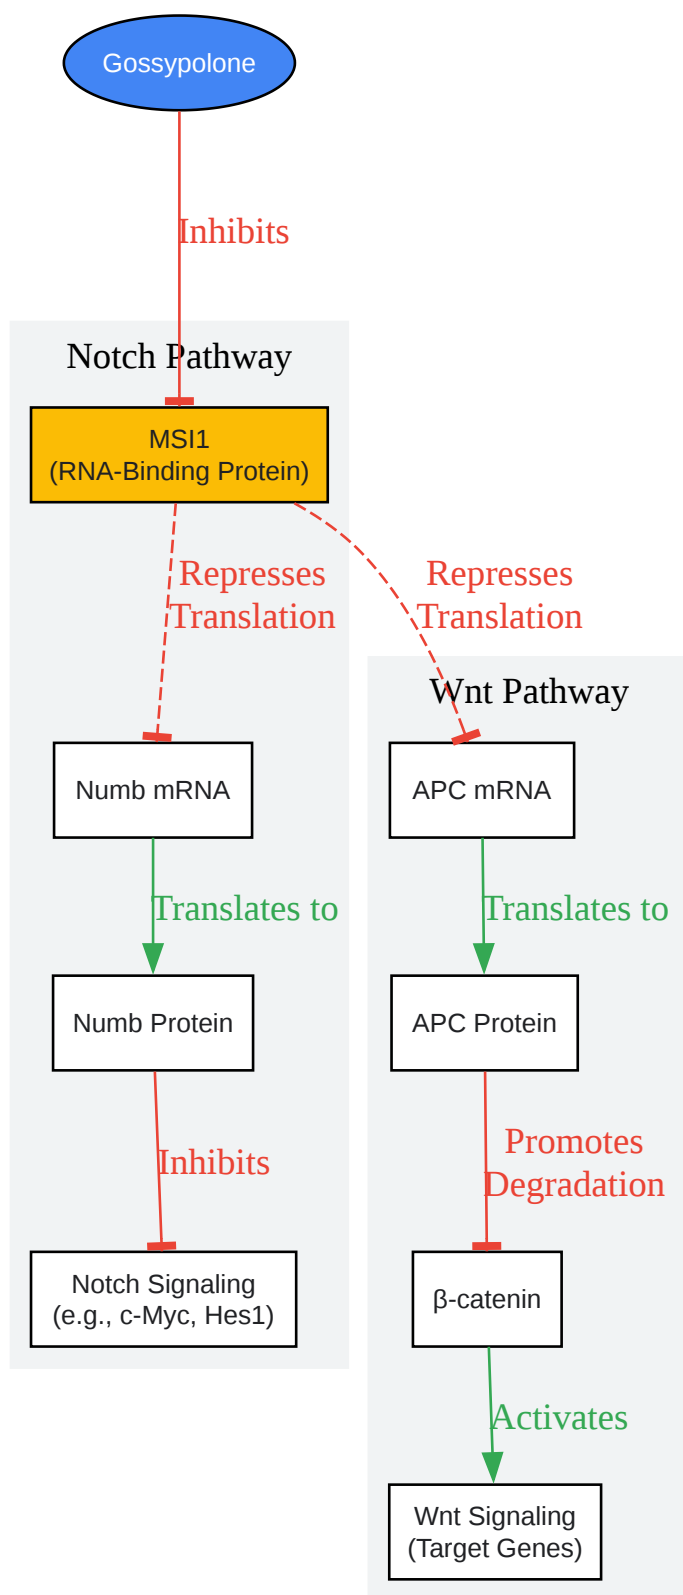 Gossypolone
Inhibits
Notch Pathway
MSI1
(RNA-Binding Protein)
Represses
Translation
Represses
Translation
Wnt Pathway
Numb mRNA
APC mRNA
Translates to
Translates to
Numb Protein
APC Protein
Inhibits
Promotes
Degradation
Notch Signaling
(e.g., c-Myc, Hes1)
β-catenin
Activates
Wnt Signaling
(Target Genes)